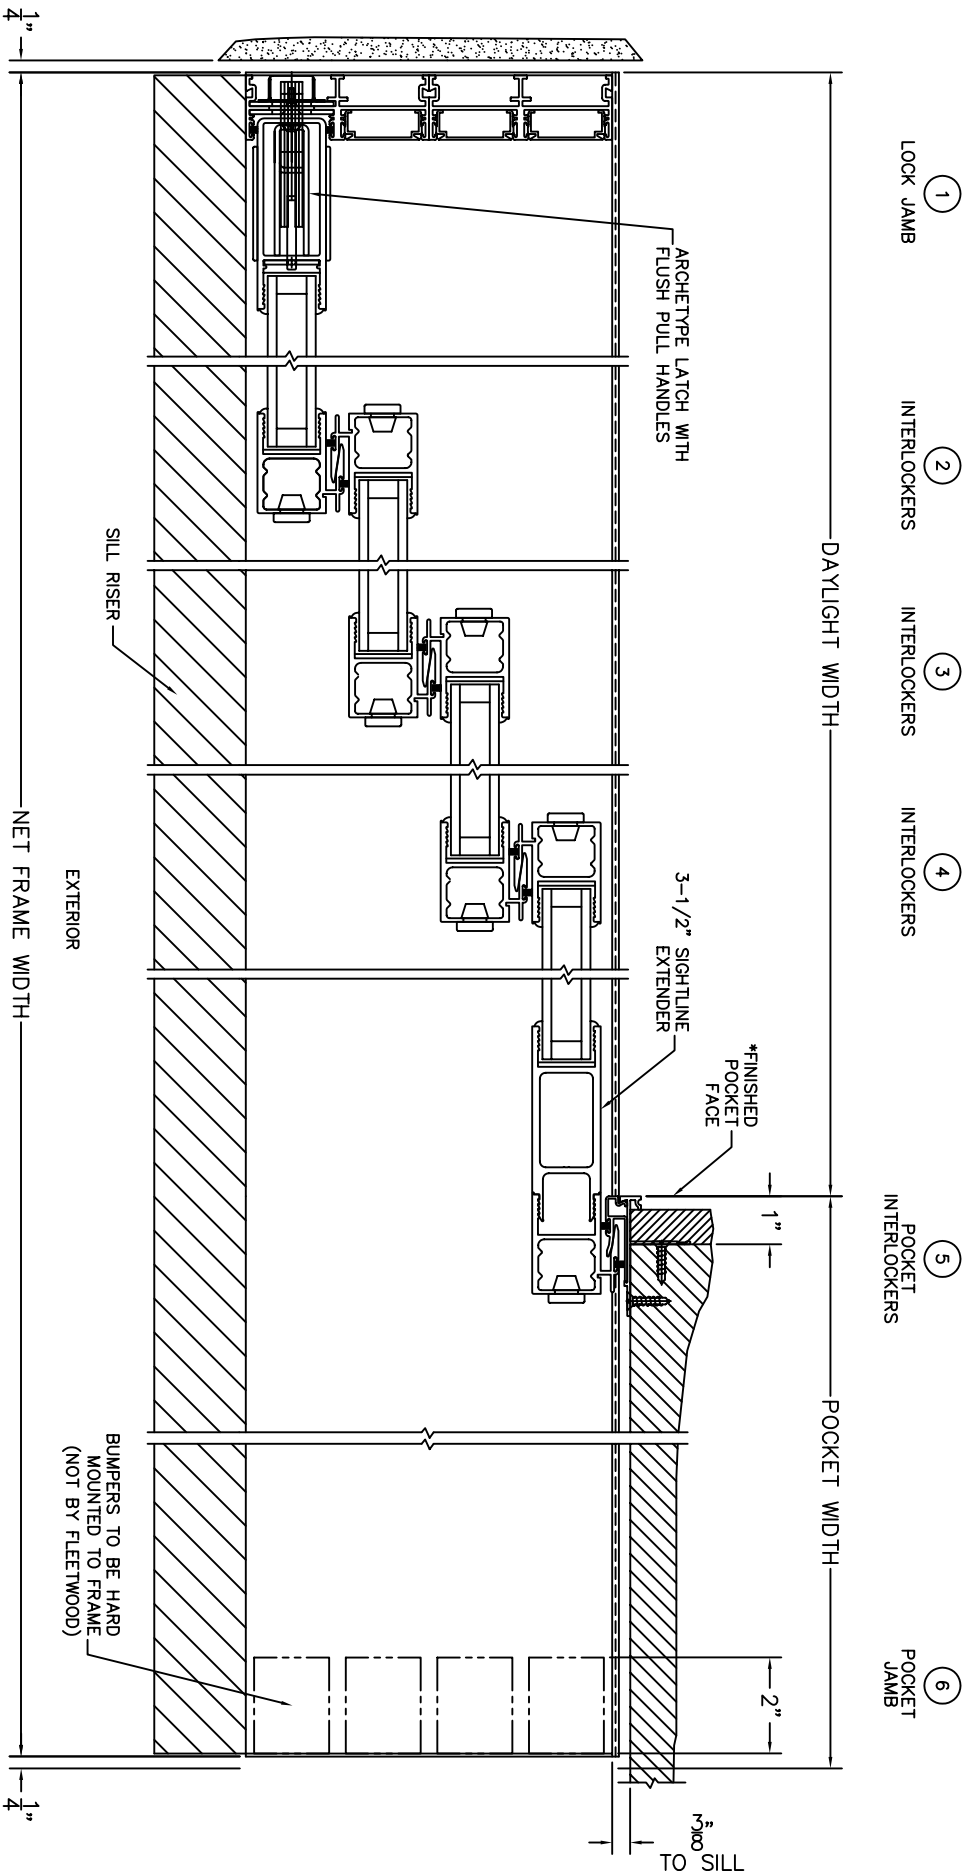 1
LOCK JAMB
2
INTERLOCKERS
3
INTERLOCKERS
4
INTERLOCKERS
5
POCKET
INTERLOCKERS
6
POCKET
JAMB
DAYLIGHT WIDTH
POCKET WIDTH
ARCHETYPE LATCH WITH
FLUSH PULL HANDLES
3-1/2" SIGHTLINE
EXTENDER
*FINISHED
POCKET
FACE
1"
2"
3/8"
TO SILL
SILL RISER
EXTERIOR
BUMPERS TO BE HARD
MOUNTED TO FRAME
(NOT BY FLEETWOOD)
1/4"
NET FRAME WIDTH
1/4"